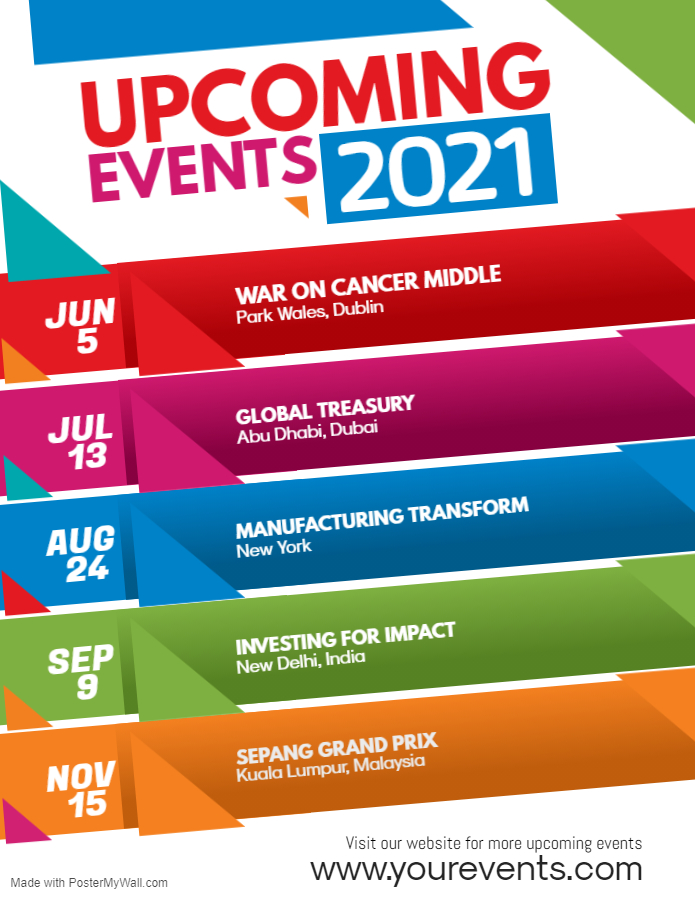 UPCOMING
EVENTS 2021
JUN
5
WAR ON CANCER MIDDLE
Park Wales, Dublin
JUL
13
GLOBAL TREASURY
Abu Dhabi, Dubai
AUG
24
MANUFACTURING TRANSFORM
New York
SEP
9
INVESTING FOR IMPACT
New Delhi, India
NOV
15
SEPANG GRAND PRIX
Kuala Lumpur, Malaysia
Visit our website for more upcoming events
www.yourevents.com
Made with PosterMyWall.com